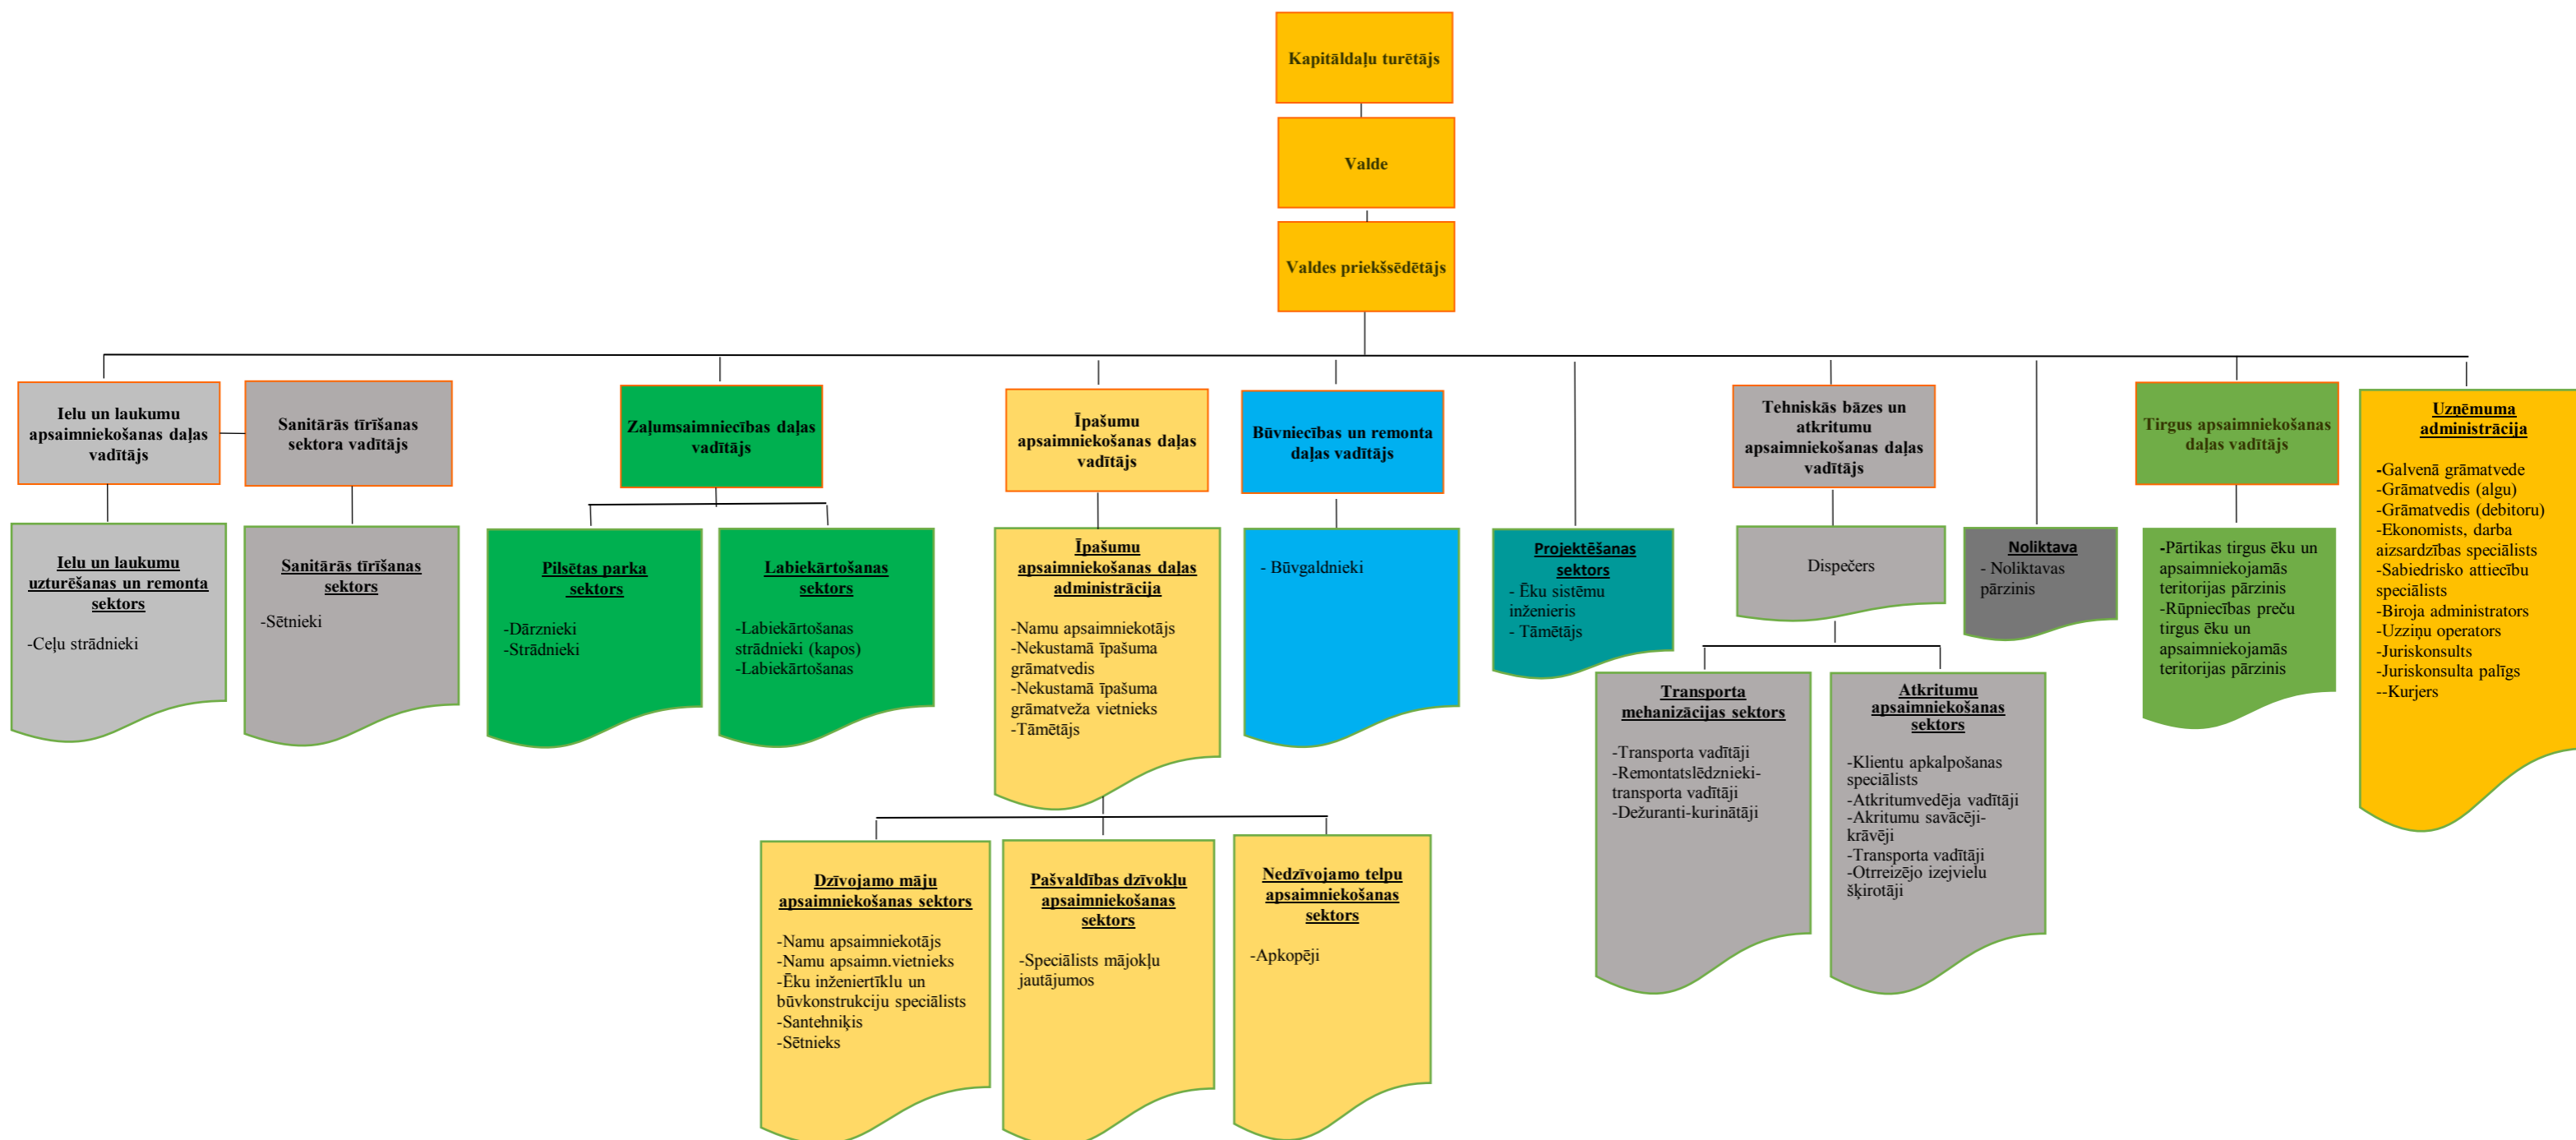 Kapitāldaļu turētājs
Valde
Valdes priekšsēdētājs
Ielu un laukumu
apsaimniekošanas daļas
vadītājs
Sanitārās tīrīšanas
sektora vadītājs
Zaļumsaimniecības daļas
vadītājs
Īpašumu
apsaimniekošanas daļas
vadītājs
Būvniecības un remonta
daļas vadītājs
Tehniskās bāzes un
atkritumu
apsaimniekošanas daļas
vadītājs
Tirgus apsaimniekošanas
daļas vadītājs
Uzņēmuma
administrācija
-Galvenā grāmatvede
-Grāmatvedis (algu)
-Grāmatvedis (debitoru)
-Ekonomists, darba
aizsardzības speciālists
-Sabiedrisko attiecību
speciālists
-Biroja administrators
-Uzziņu operators
-Juriskonsults
-Juriskonsulta palīgs
--Kurjers
Ielu un laukumu
uzturēšanas un remonta
sektors
-Ceļu strādnieki
Sanitārās tīrīšanas
sektors
-Sētnieki
Pilsētas parka
sektors
-Dārznieki
-Strādnieki
Labiekārtošanas
sektors
-Labiekārtošanas
strādnieki (kapos)
-Labiekārtošanas
Īpašumu
apsaimniekošanas daļas
administrācija
-Namu apsaimniekotājs
-Nekustamā īpašuma
grāmatvedis
-Nekustamā īpašuma
grāmatveža vietnieks
-Tāmētājs
- Būvgaldnieki
Projektēšanas
sektors
- Ēku sistēmu
inženieris
- Tāmētājs
Dispečers
Noliktava
- Noliktavas
pārzinis
-Pārtikas tirgus ēku un
apsaimniekojamās
teritorijas pārzinis
-Rūpniecības preču
tirgus ēku un
apsaimniekojamās
teritorijas pārzinis
Transporta
mehanizācijas sektors
-Transporta vadītāji
-Remontatslēdznieki-
transporta vadītāji
-Dežuranti-kurinātāji
Atkritumu
apsaimniekošanas
sektors
-Klientu apkalpošanas
speciālists
-Atkritumvedēja vadītāji
-Akritumu savācēji-
krāvēji
-Transporta vadītāji
-Otrreizējo izejvielu
šķirotāji
Dzīvojamo māju
apsaimniekošanas sektors
-Namu apsaimniekotājs
-Namu apsaimn.vietnieks
-Ēku inženiertīklu un
būvkonstrukciju speciālists
-Santehniķis
-Sētnieks
Pašvaldības dzīvokļu
apsaimniekošanas
sektors
-Speciālists mājokļu
jautājumos
Nedzīvojamo telpu
apsaimniekošanas
sektors
-Apkopēji